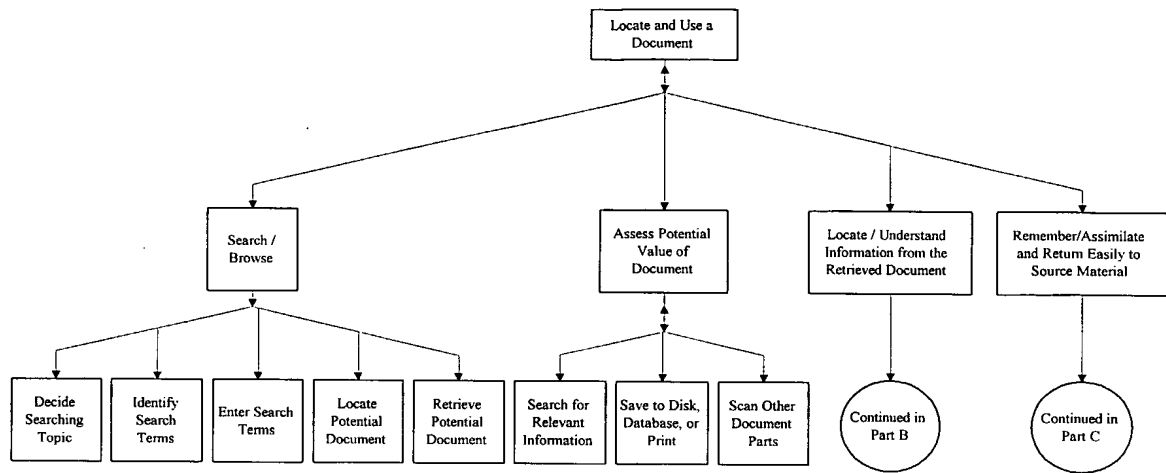 Locate and Use a
Document
Search /
Browse
Assess Potential
Value of
Document
Locate / Understand
Information from the
Retrieved Document
Remember/Assimilate
and Return Easily to
Source Material
Decide
Searching
Topic
Identify
Search
Terms
Enter Search
Terms
Locate
Potential
Document
Retrieve
Potential
Document
Search for
Relevant
Information
Save to Disk,
Database, or
Print
Scan Other
Document
Parts
Continued in
Part B
Continued in
Part C